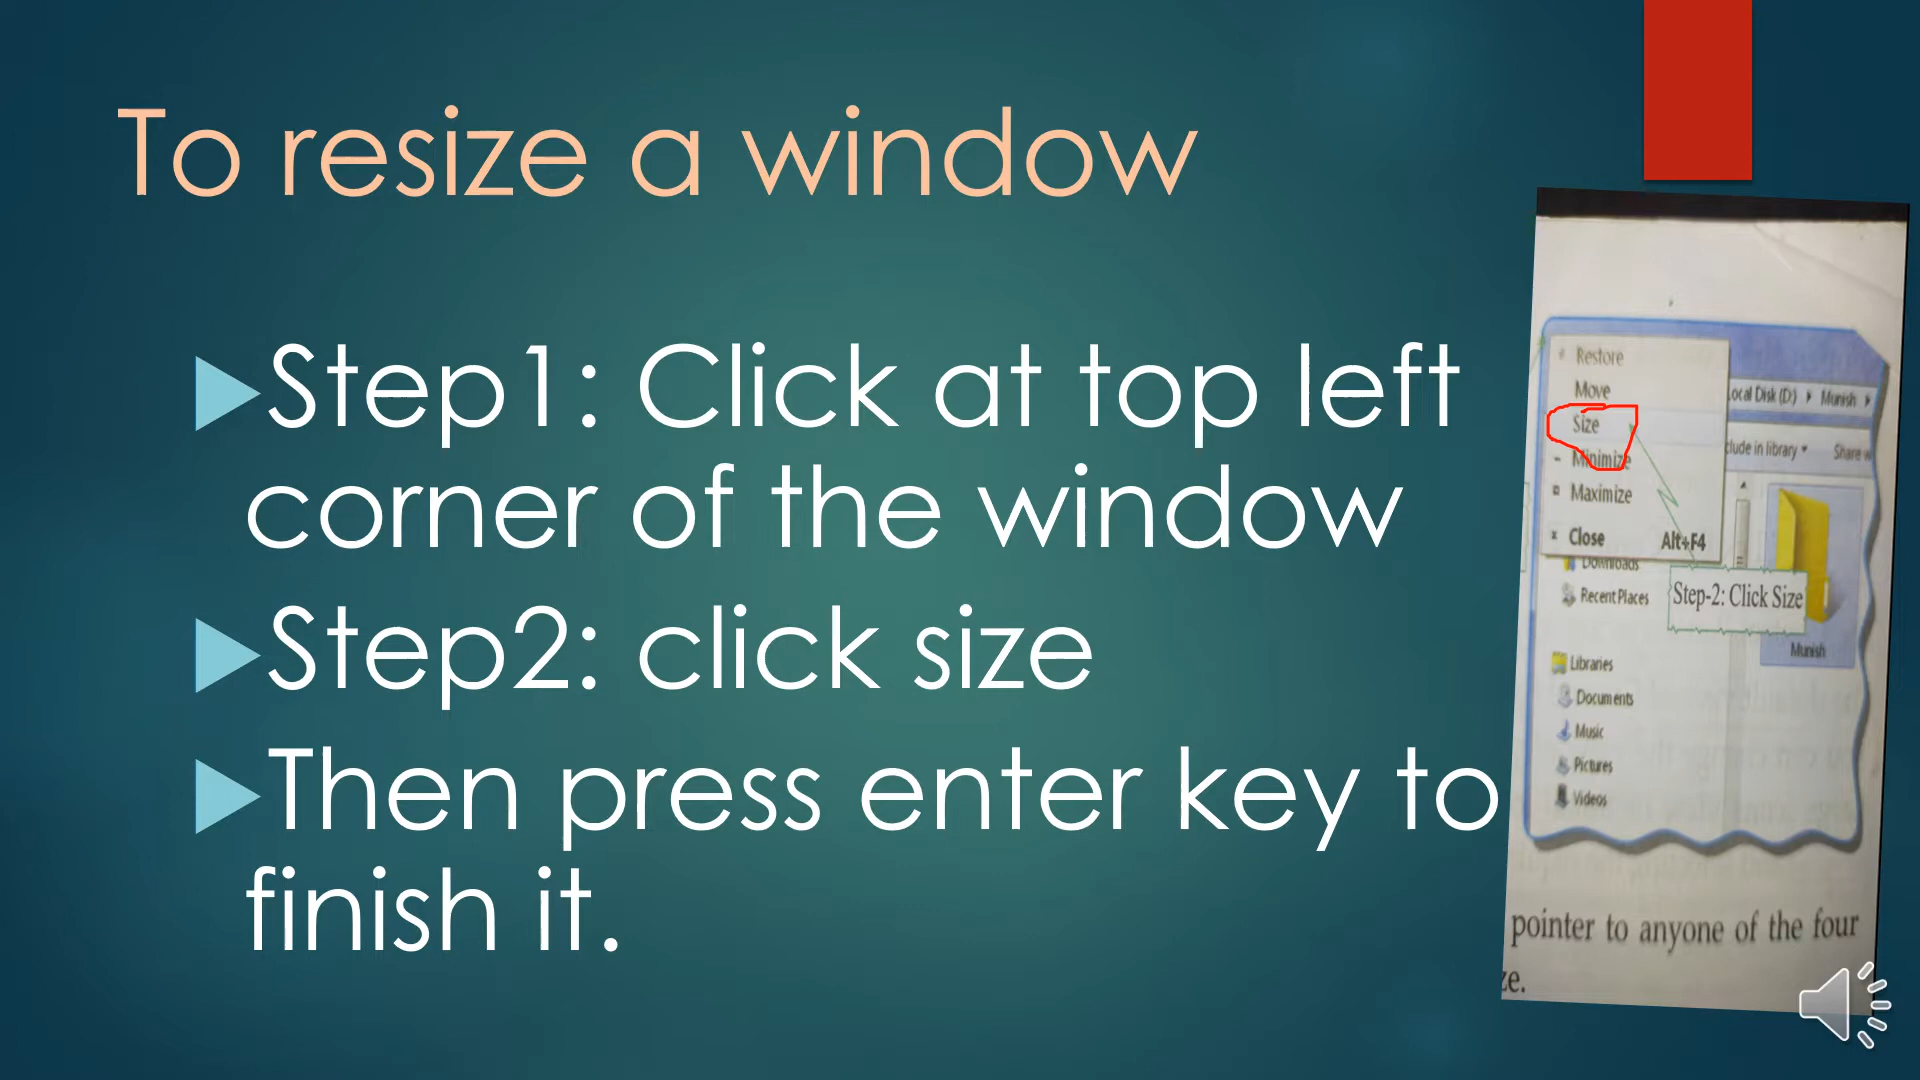 To resize a window
Step1: Click at top left
corner of the window
Step2: click size
Then press enter key to
finish it.
Restore
Move
Size
Minimize
Maximize
Close Alt+F4
Local Disk (D:) Munish
in library Share
Downloads
Recent Places
Step-2: Click Size
Munish
Libraries
Documents
Music
Pictures
Videos
pointer to anyone of the four